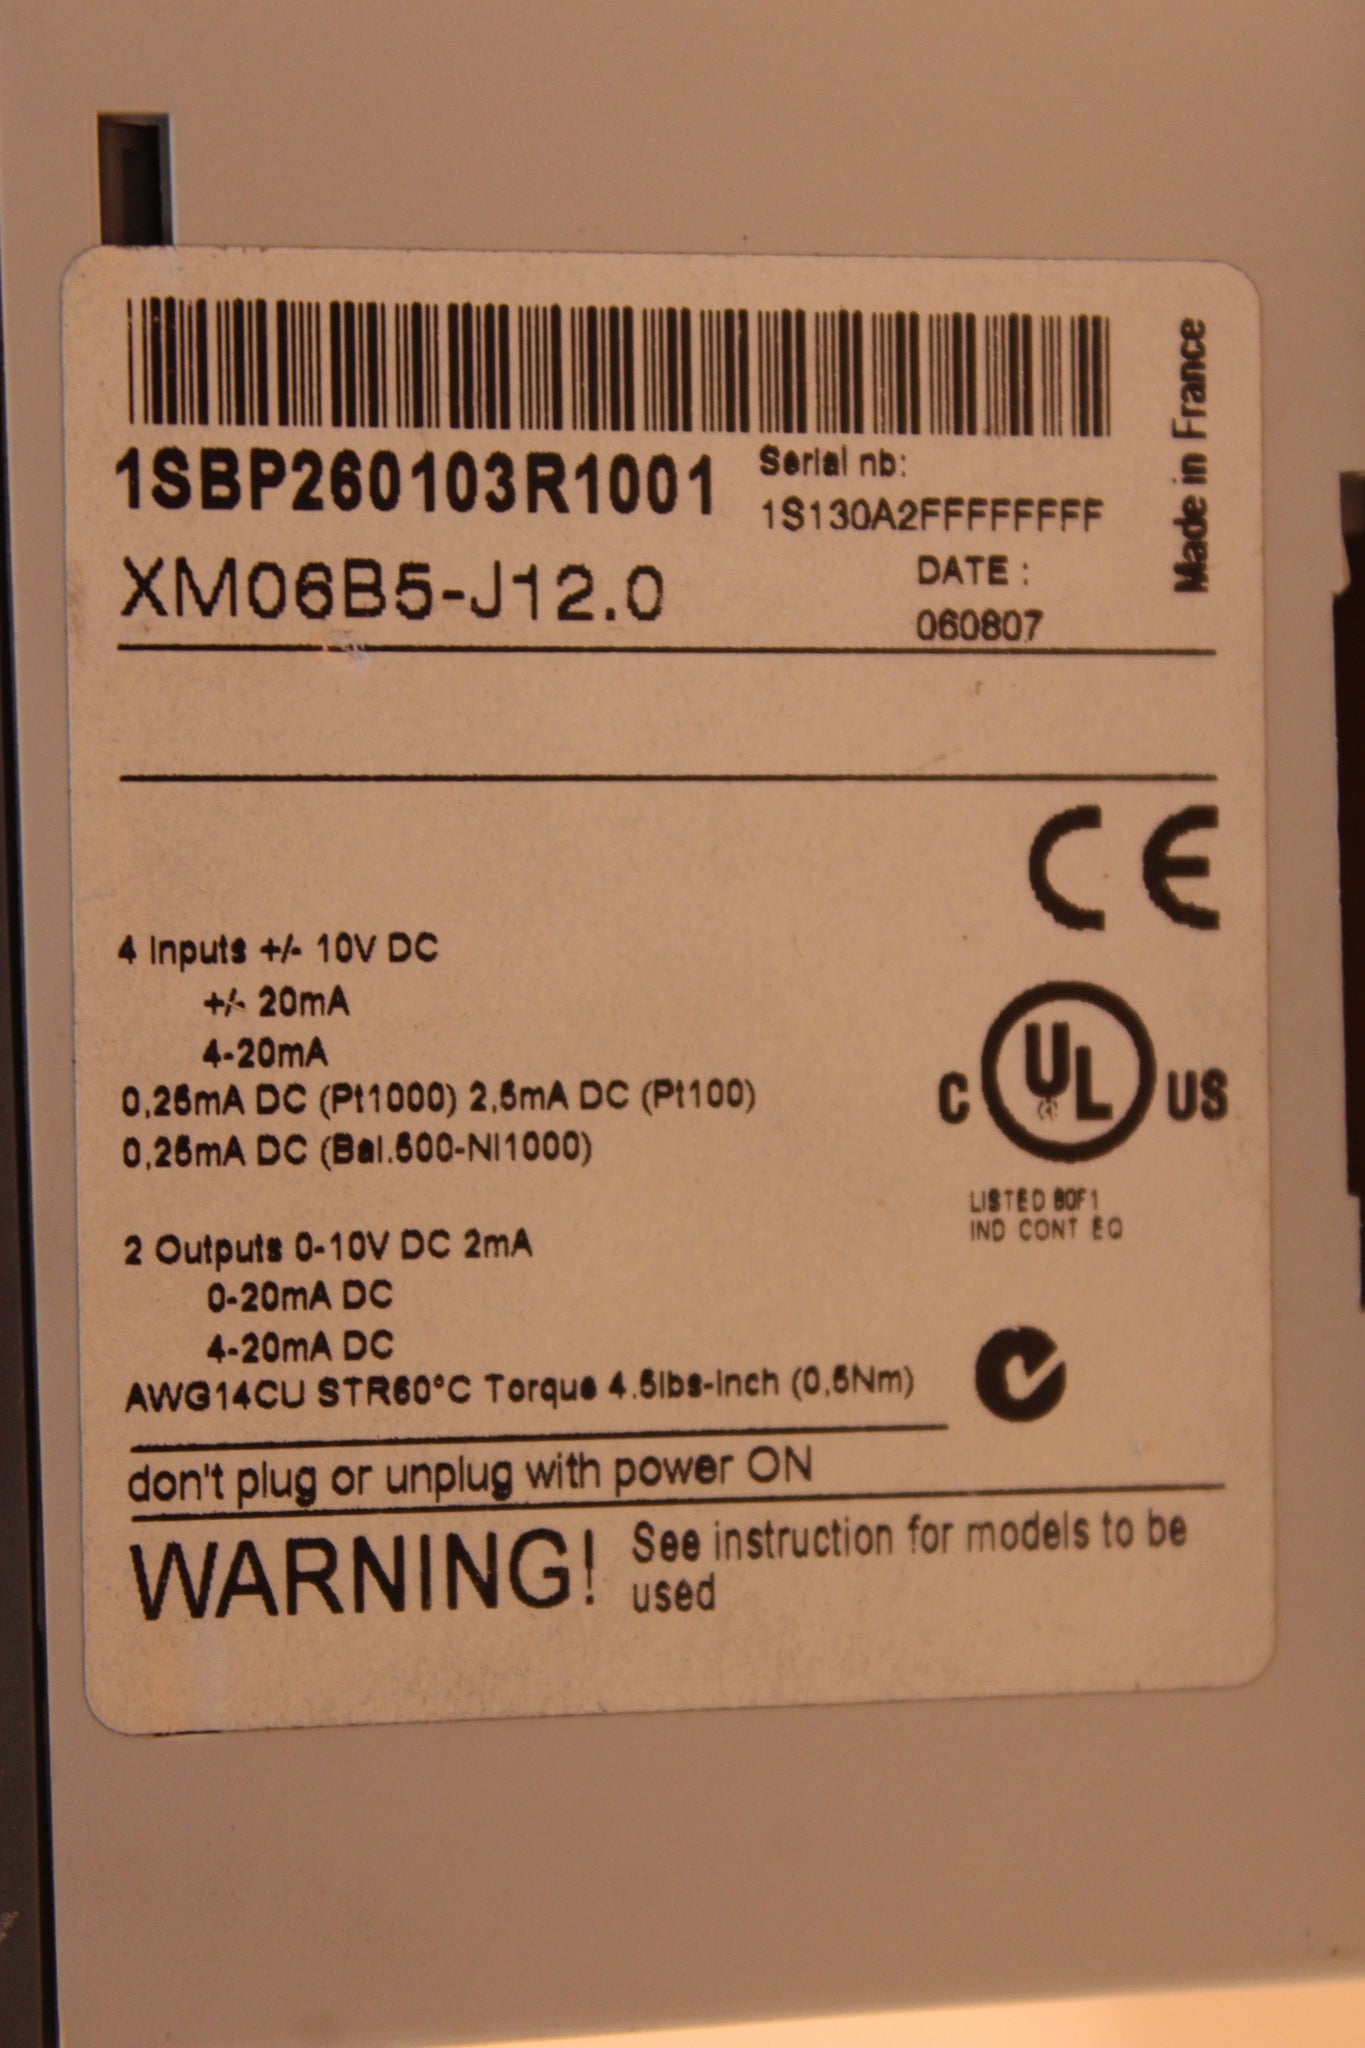 1SBP260103R1001
Serial nb:
1S130A2FFFFFFFF
XM06B5-J12.0
DATE :
060807
Made in France
CE
4 Inputs +/- 10V DC
+/- 20mA
4-20mA
0,25mA DC (Pt1000) 2,5mA DC (Pt100)
0,25mA DC (Bal.500-NI1000)
C UL US
LISTED 80F1
IND CONT EQ
2 Outputs 0-10V DC 2mA
0-20mA DC
4-20mA DC
AWG14CU STR60°C Torque 4.5lbs-inch (0,5Nm)
don't plug or unplug with power ON
WARNING! See instruction for models to be
used